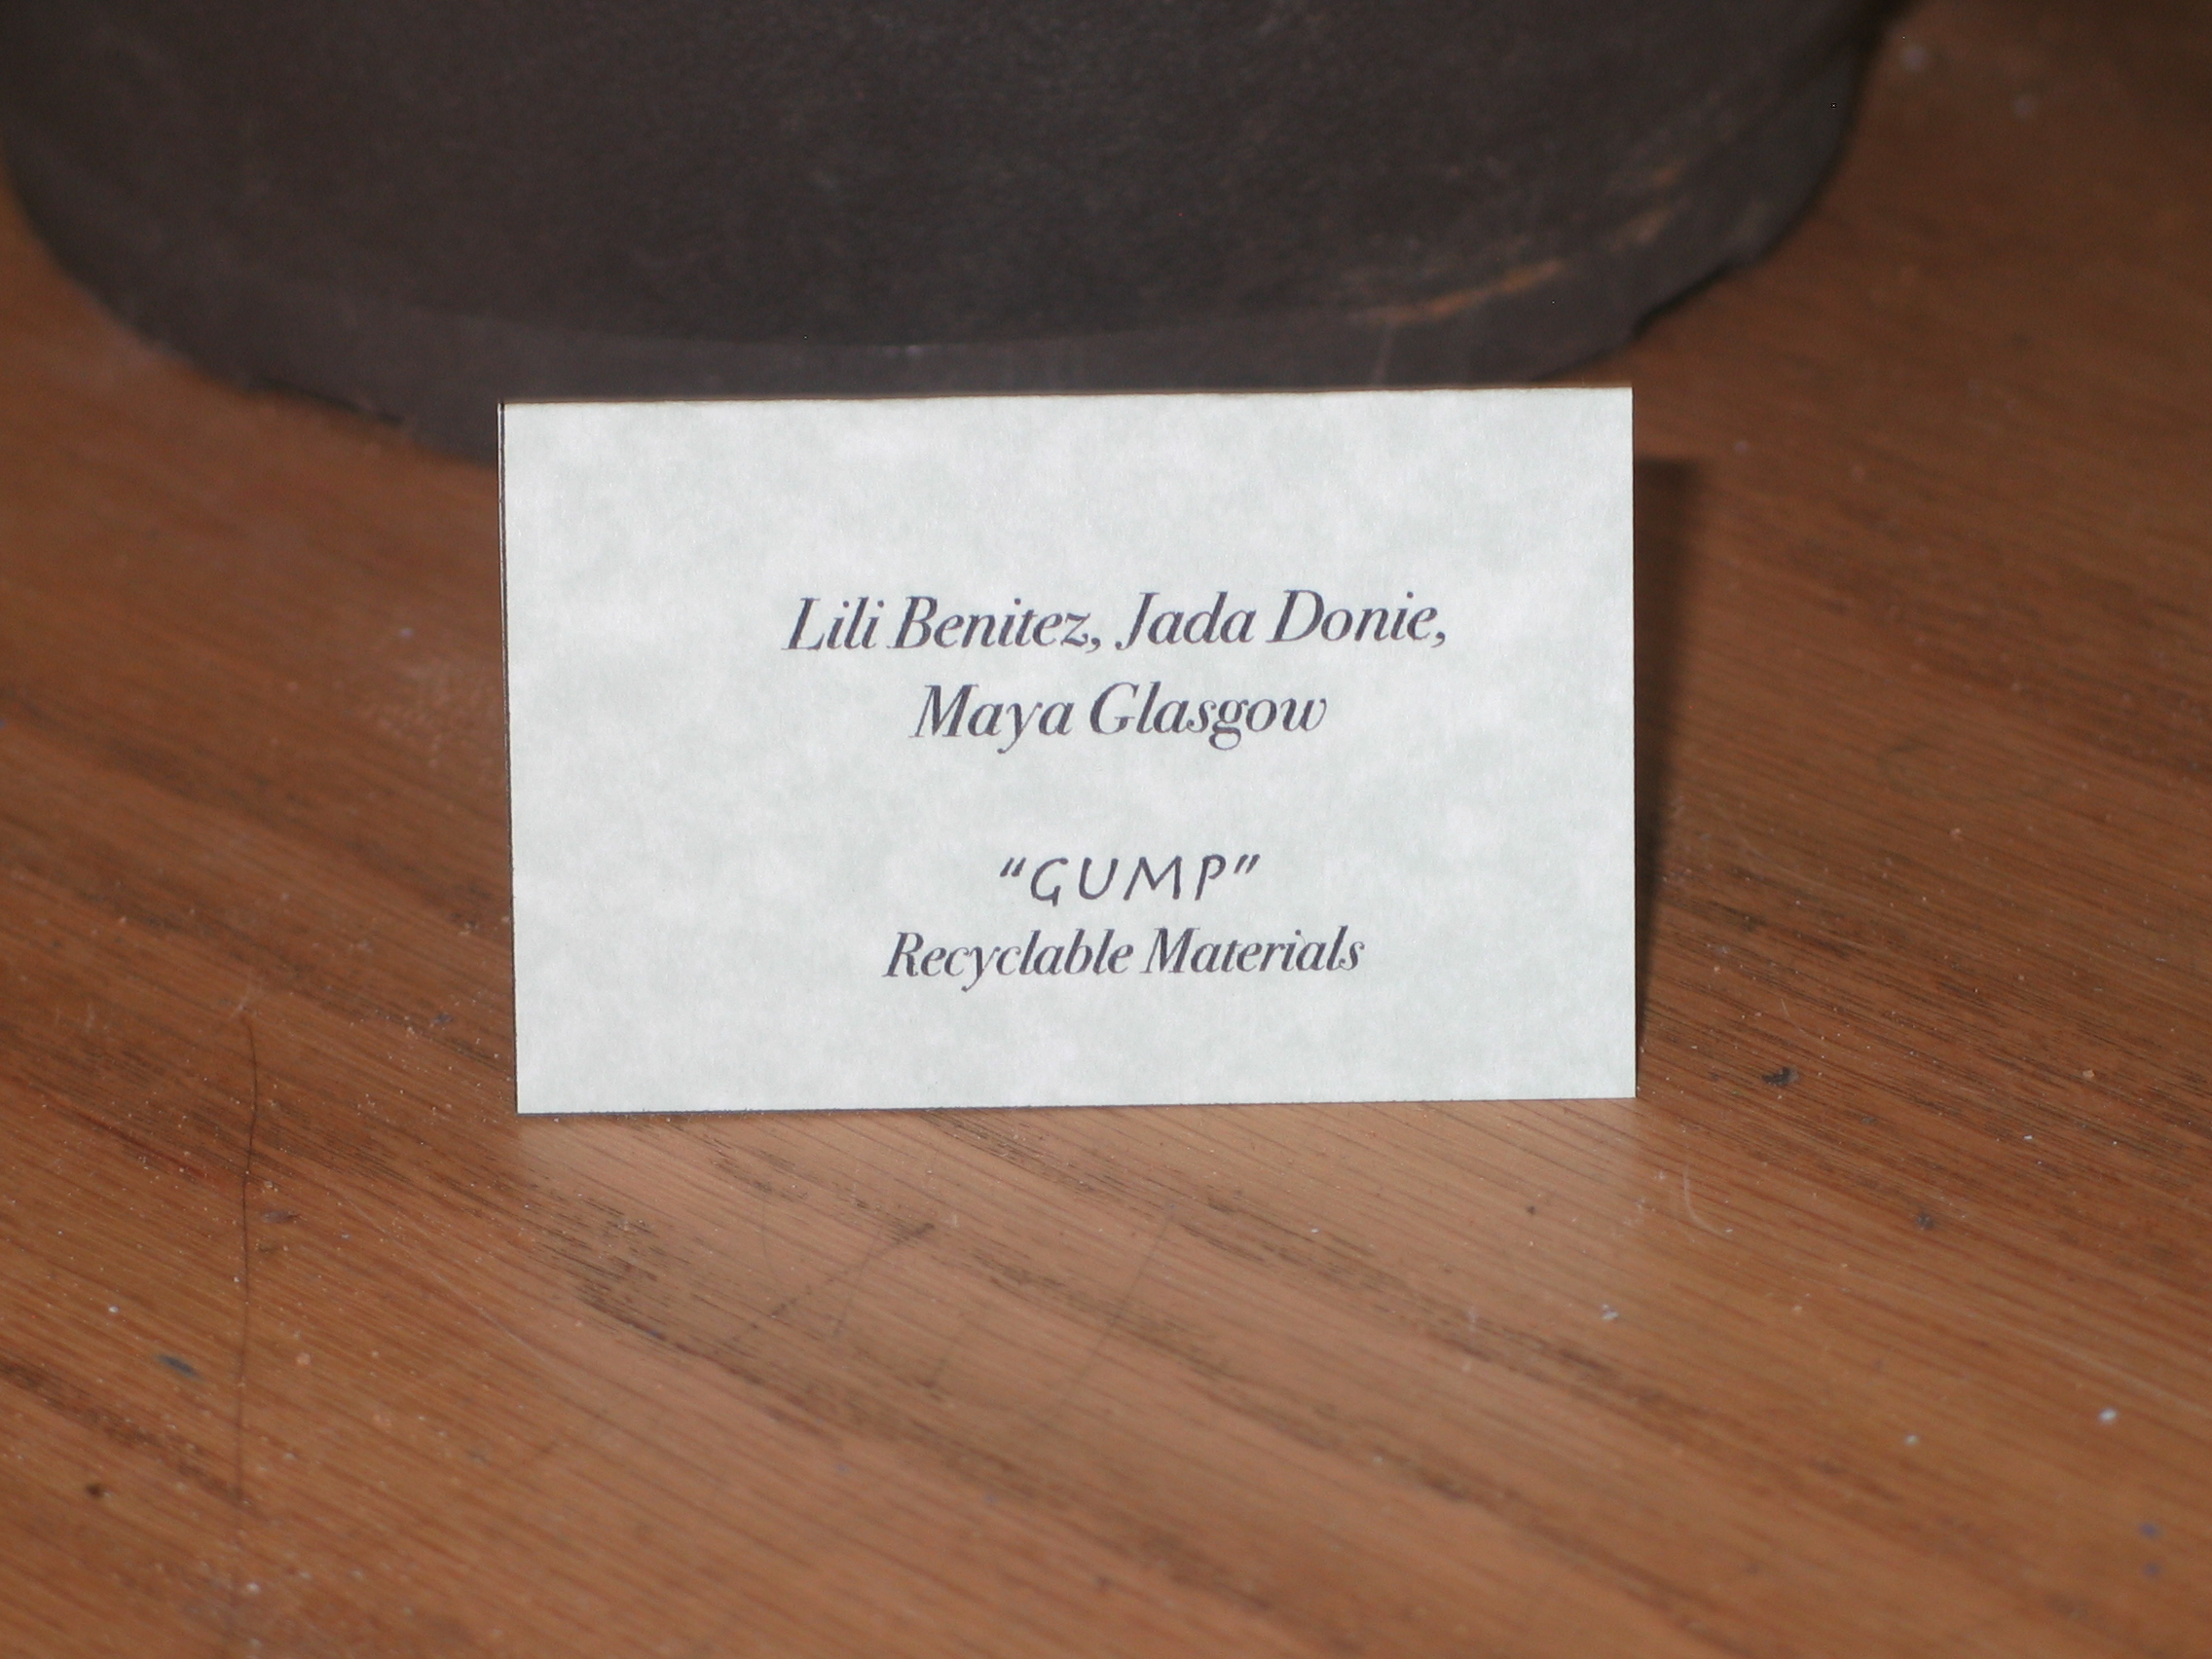 Lili Benitez, Jada Donie,
Maya Glasgow
“GUMP”
Recyclable Materials